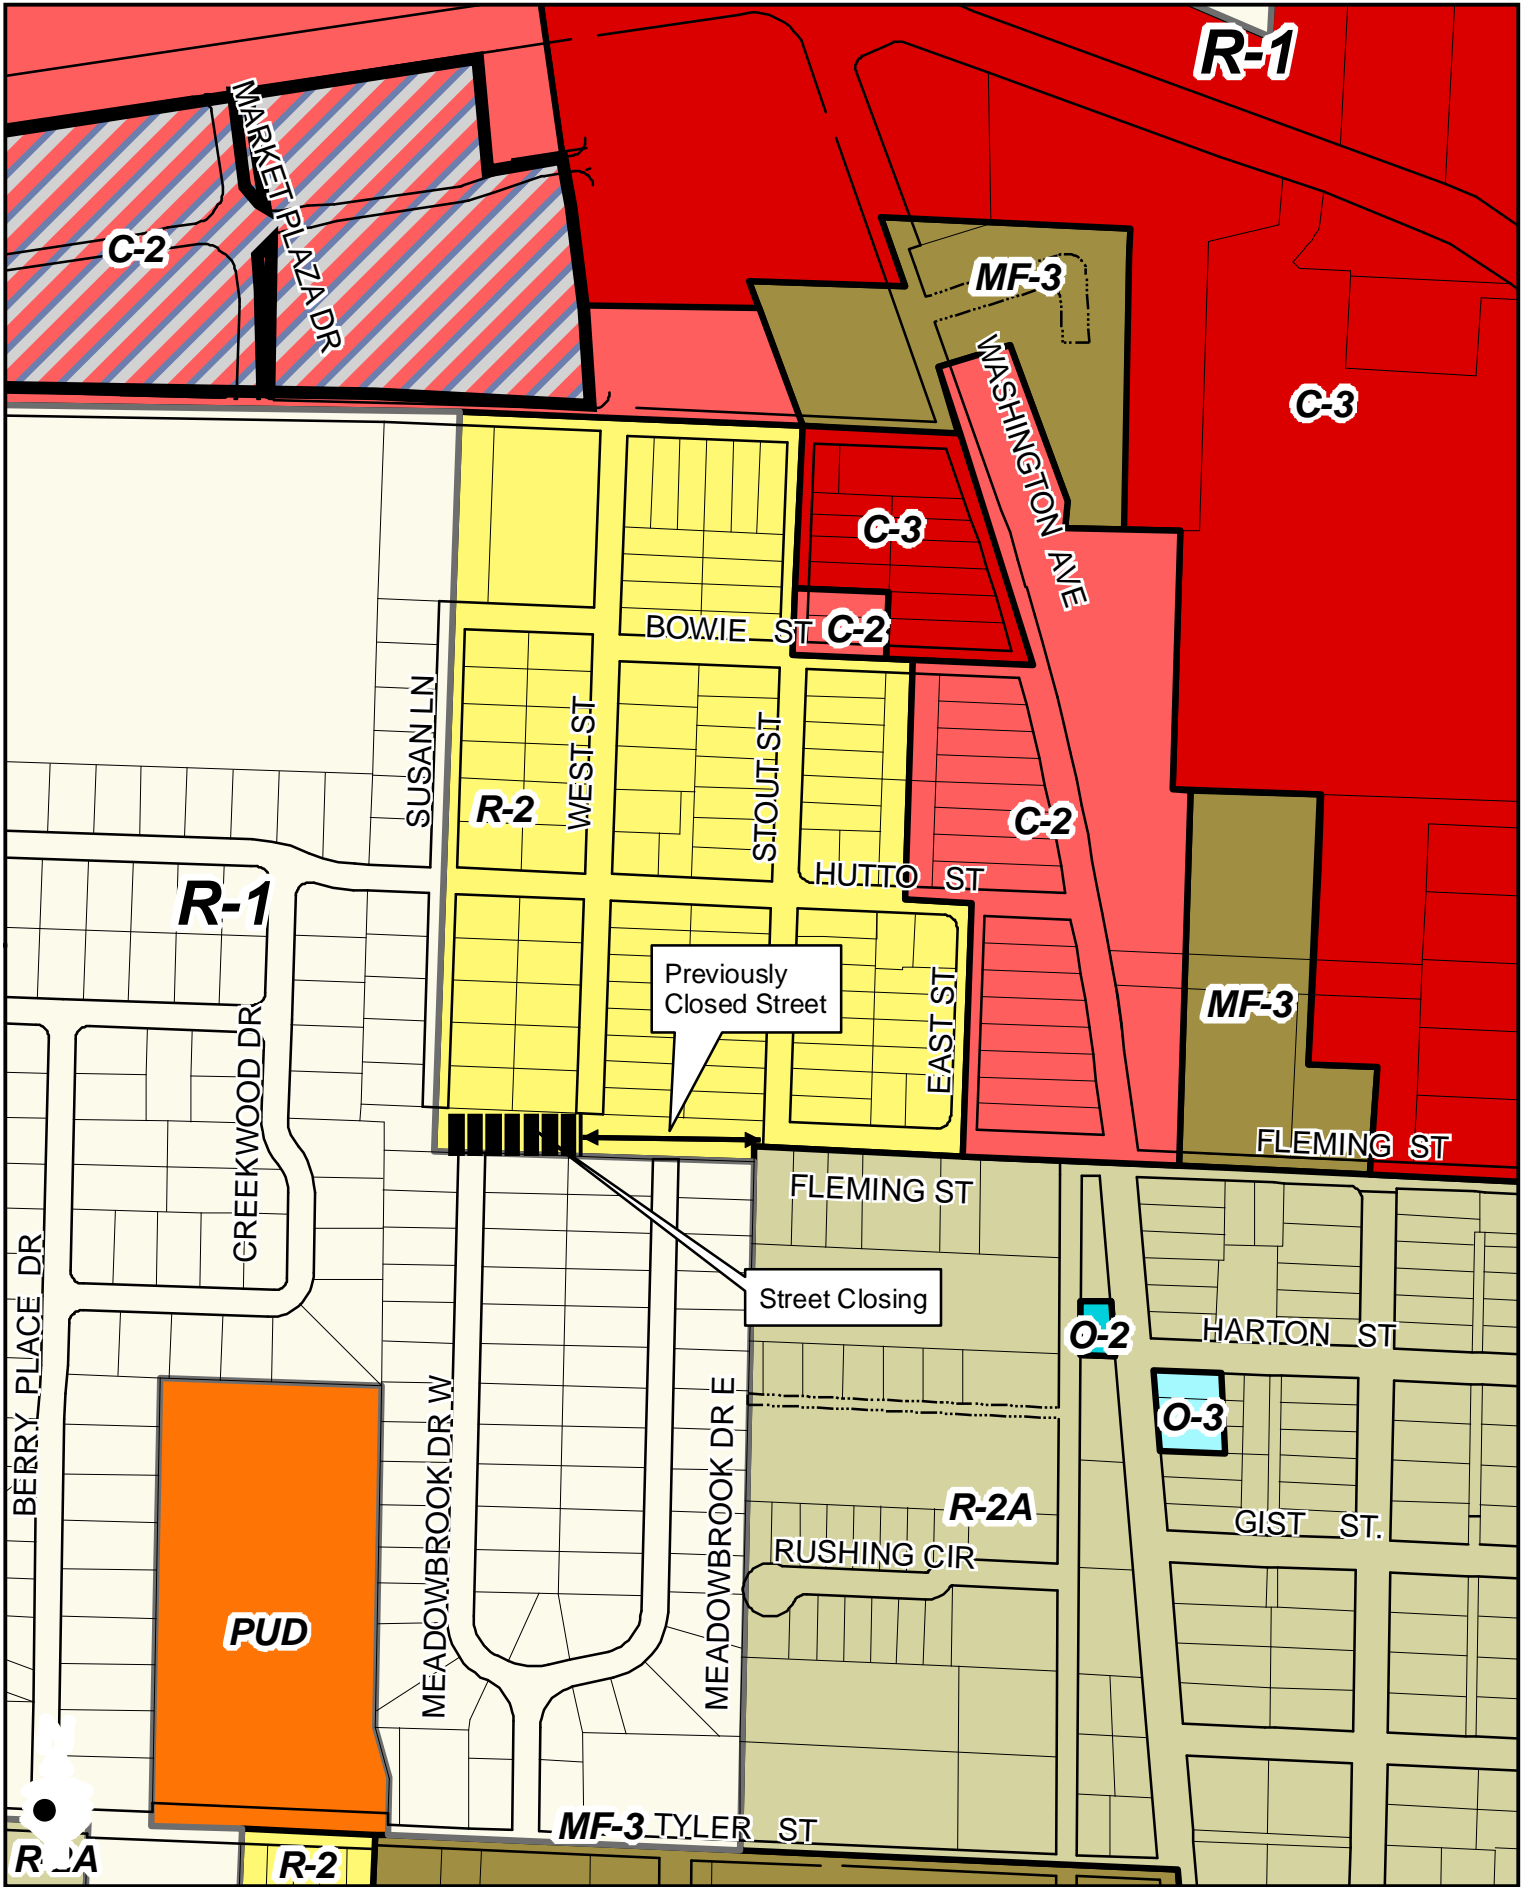 R-1
MARKET PLAZA DR
C-2
MF-3
WASHINGTON AVE
C-3
C-3
BOWIE ST
C-2
SUSAN LN
WEST ST
STOUT ST
R-2
C-2
HUTTO ST
R-1
Previously
Closed Street
EAST ST
MF-3
CREEKWOOD DR
FLEMING ST
FLEMING ST
BERRY PLACE DR
Street Closing
O-2
HARTON ST
MEADOWBROOK DR W
MEADOWBROOK DR E
O-3
R-2A
GIST ST.
RUSHING CIR
PUD
MF-3
TYLER ST
R-2A
R-2